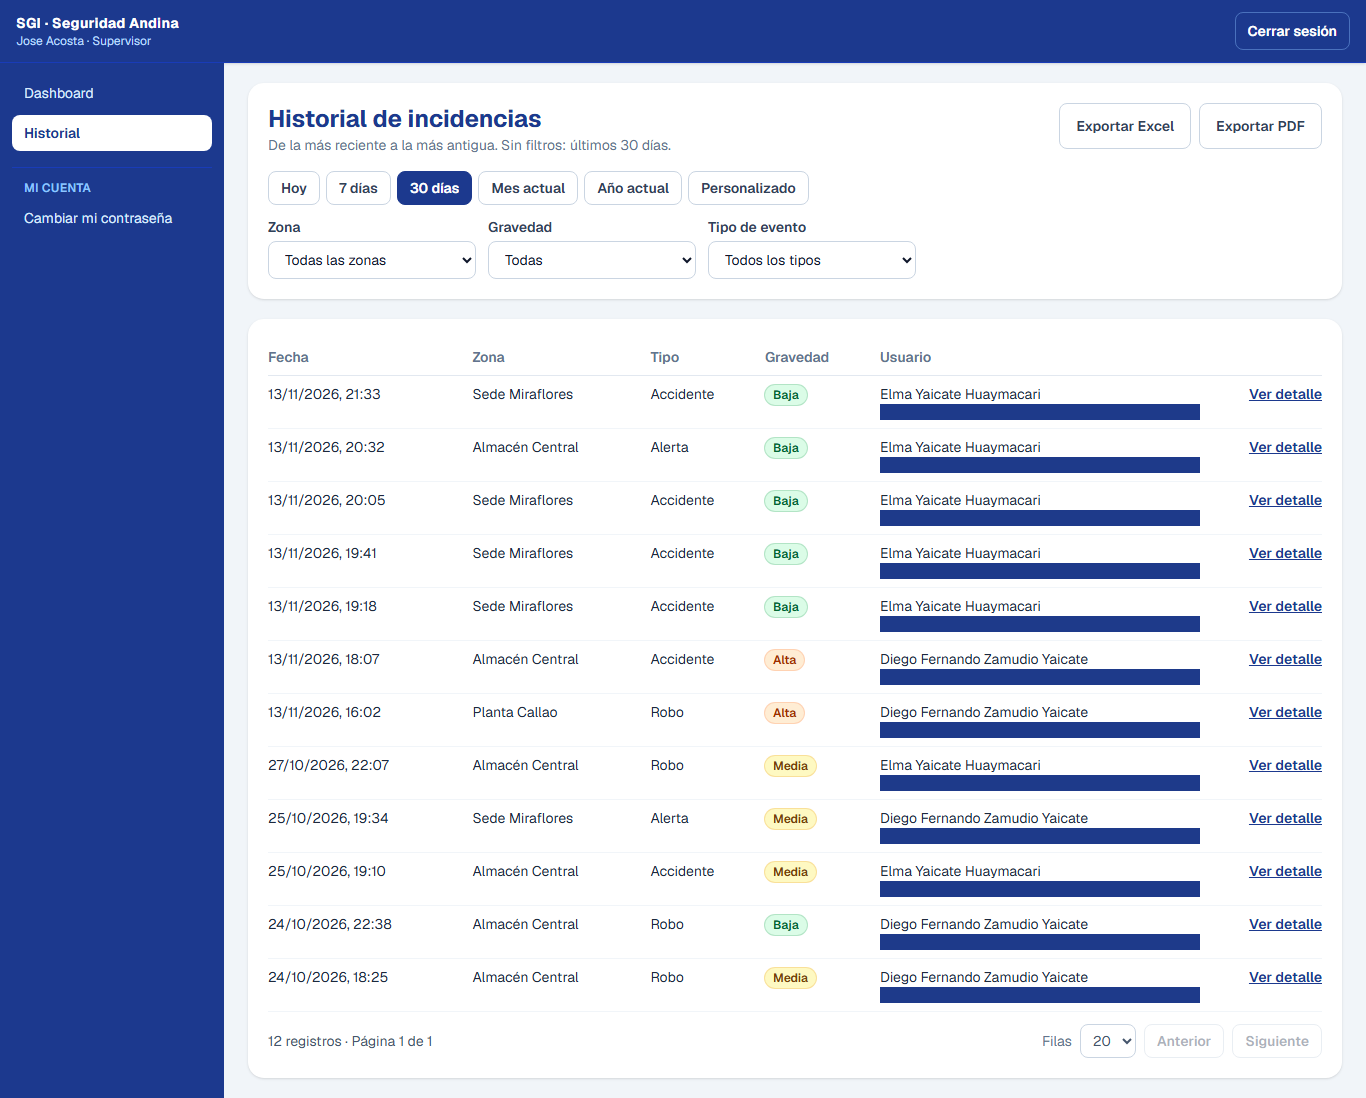 SGI · Seguridad Andina
Jose Acosta · Supervisor
Cerrar sesión
Dashboard
Historial
MI CUENTA
Cambiar mi contraseña
Historial de incidencias
De la más reciente a la más antigua. Sin filtros: últimos 30 días.
Exportar Excel Exportar PDF
Hoy 7 días 30 días Mes actual Año actual Personalizado
Zona Gravedad Tipo de evento
Todas las zonas Todas Todos los tipos
Fecha Zona Tipo Gravedad Usuario
13/11/2026, 21:33 Sede Miraflores Accidente Baja Elma Yaicate Huaymacari Ver detalle
13/11/2026, 20:32 Almacén Central Alerta Baja Elma Yaicate Huaymacari Ver detalle
13/11/2026, 20:05 Sede Miraflores Accidente Baja Elma Yaicate Huaymacari Ver detalle
13/11/2026, 19:41 Sede Miraflores Accidente Baja Elma Yaicate Huaymacari Ver detalle
13/11/2026, 19:18 Sede Miraflores Accidente Baja Elma Yaicate Huaymacari Ver detalle
13/11/2026, 18:07 Almacén Central Accidente Alta Diego Fernando Zamudio Yaicate Ver detalle
13/11/2026, 16:02 Planta Callao Robo Alta Diego Fernando Zamudio Yaicate Ver detalle
27/10/2026, 22:07 Almacén Central Robo Media Elma Yaicate Huaymacari Ver detalle
25/10/2026, 19:34 Sede Miraflores Alerta Media Diego Fernando Zamudio Yaicate Ver detalle
25/10/2026, 19:10 Almacén Central Accidente Media Elma Yaicate Huaymacari Ver detalle
24/10/2026, 22:38 Almacén Central Robo Baja Diego Fernando Zamudio Yaicate Ver detalle
24/10/2026, 18:25 Almacén Central Robo Media Diego Fernando Zamudio Yaicate Ver detalle
12 registros · Página 1 de 1 Filas 20 Anterior Siguiente